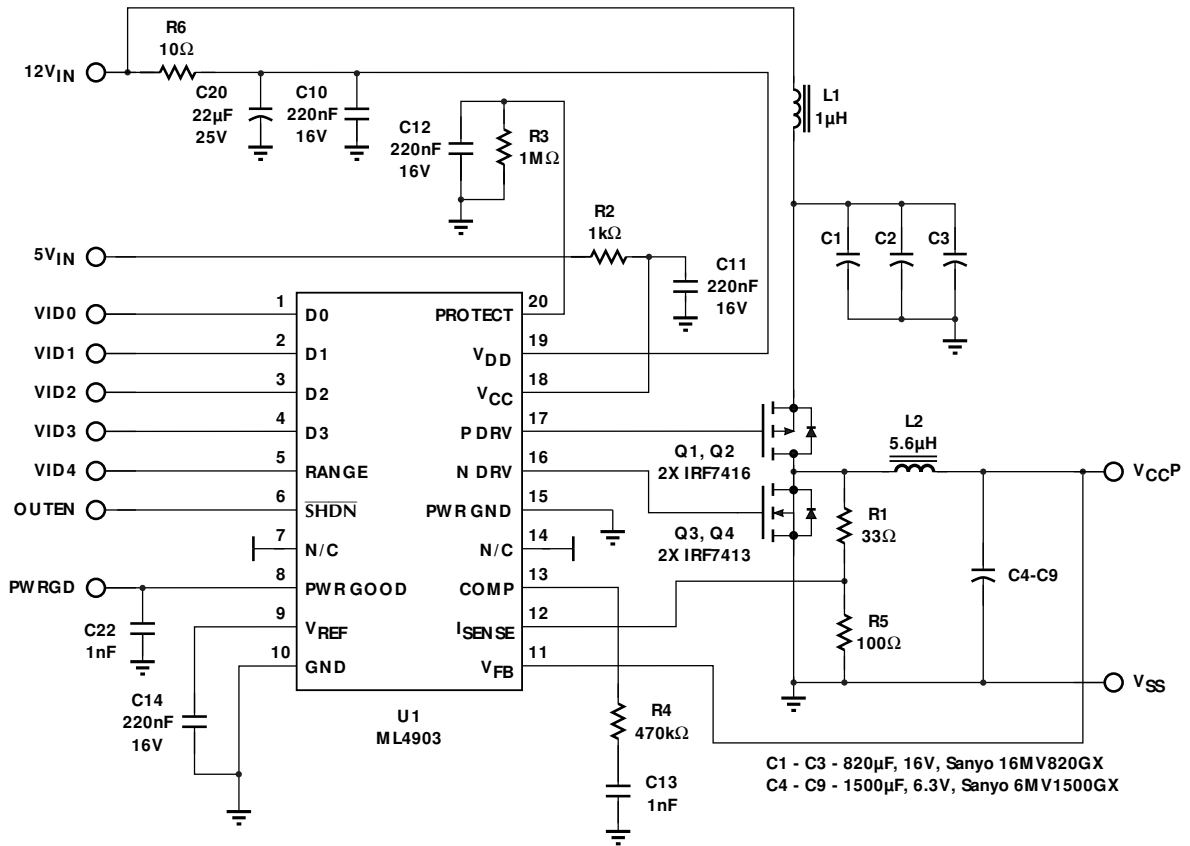 R6
10Ω
12VIN
C20
22µF
25V
C10
220nF
16V
C12
220nF
16V
R3
1MΩ
L1
1µH
R2
1kΩ
5VIN
C11
220nF
16V
C1
C2
C3
VID0
VID1
VID2
VID3
VID4
OUTEN
PWRGD
1
2
3
4
5
6
7
8
9
10
D0
D1
D2
D3
RANGE
SHDN
N/C
PWR GOOD
VREF
GND
PROTECT
VDD
VCC
P DRV
N DRV
PWR GND
N/C
COMP
ISENSE
VFB
20
19
18
17
16
15
14
13
12
11
Q1, Q2
2X IRF7416
Q3, Q4
2X IRF7413
L2
5.6µH
VCCP
R1
33Ω
C4-C9
R5
100Ω
VSS
C22
1nF
C14
220nF
16V
U1
ML4903
R4
470kΩ
C13
1nF
C1 - C3 - 820µF, 16V, Sanyo 16MV820GX
C4 - C9 - 1500µF, 6.3V, Sanyo 6MV1500GX